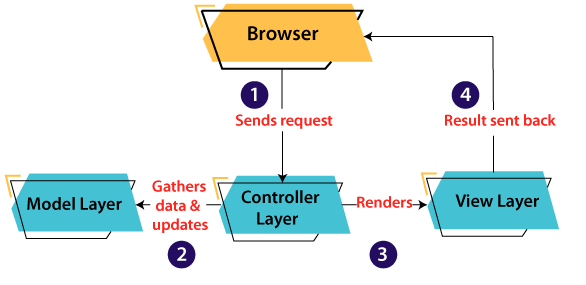 Browser
1
Sends request
4
Result sent back
Model Layer
Gathers
data &
updates
2
Controller
Layer
Renders
3
View Layer